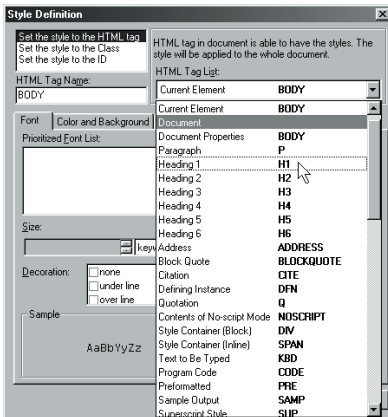 Style Definition
Set the style to the HTML tag
Set the style to the Class
Set the style to the ID
HTML tag in document is able to have the styles. The
style will be applied to the whole document.
HTML Tag Name:
BODY
HTML Tag List:
Current Element BODY
Font Color and Background
Prioritized Font List:
Size:
Decoration:
none
under line
over line
Sample
AaBbYyZz
Current Element BODY
Document
Document Properties BODY
Paragraph P
Heading 1 H1
Heading 2 H2
Heading 3 H3
Heading 4 H4
Heading 5 H5
Heading 6 H6
Address ADDRESS
Block Quote BLOCKQUOTE
Citation CITE
Defining Instance DFN
Quotation Q
Contents of No-script Mode NOSCRIPT
Style Container (Block) DIV
Style Container (Inline) SPAN
Text to Be Typed KBD
Program Code CODE
Preformatted PRE
Sample Output SAMP
Superscript Style SUP